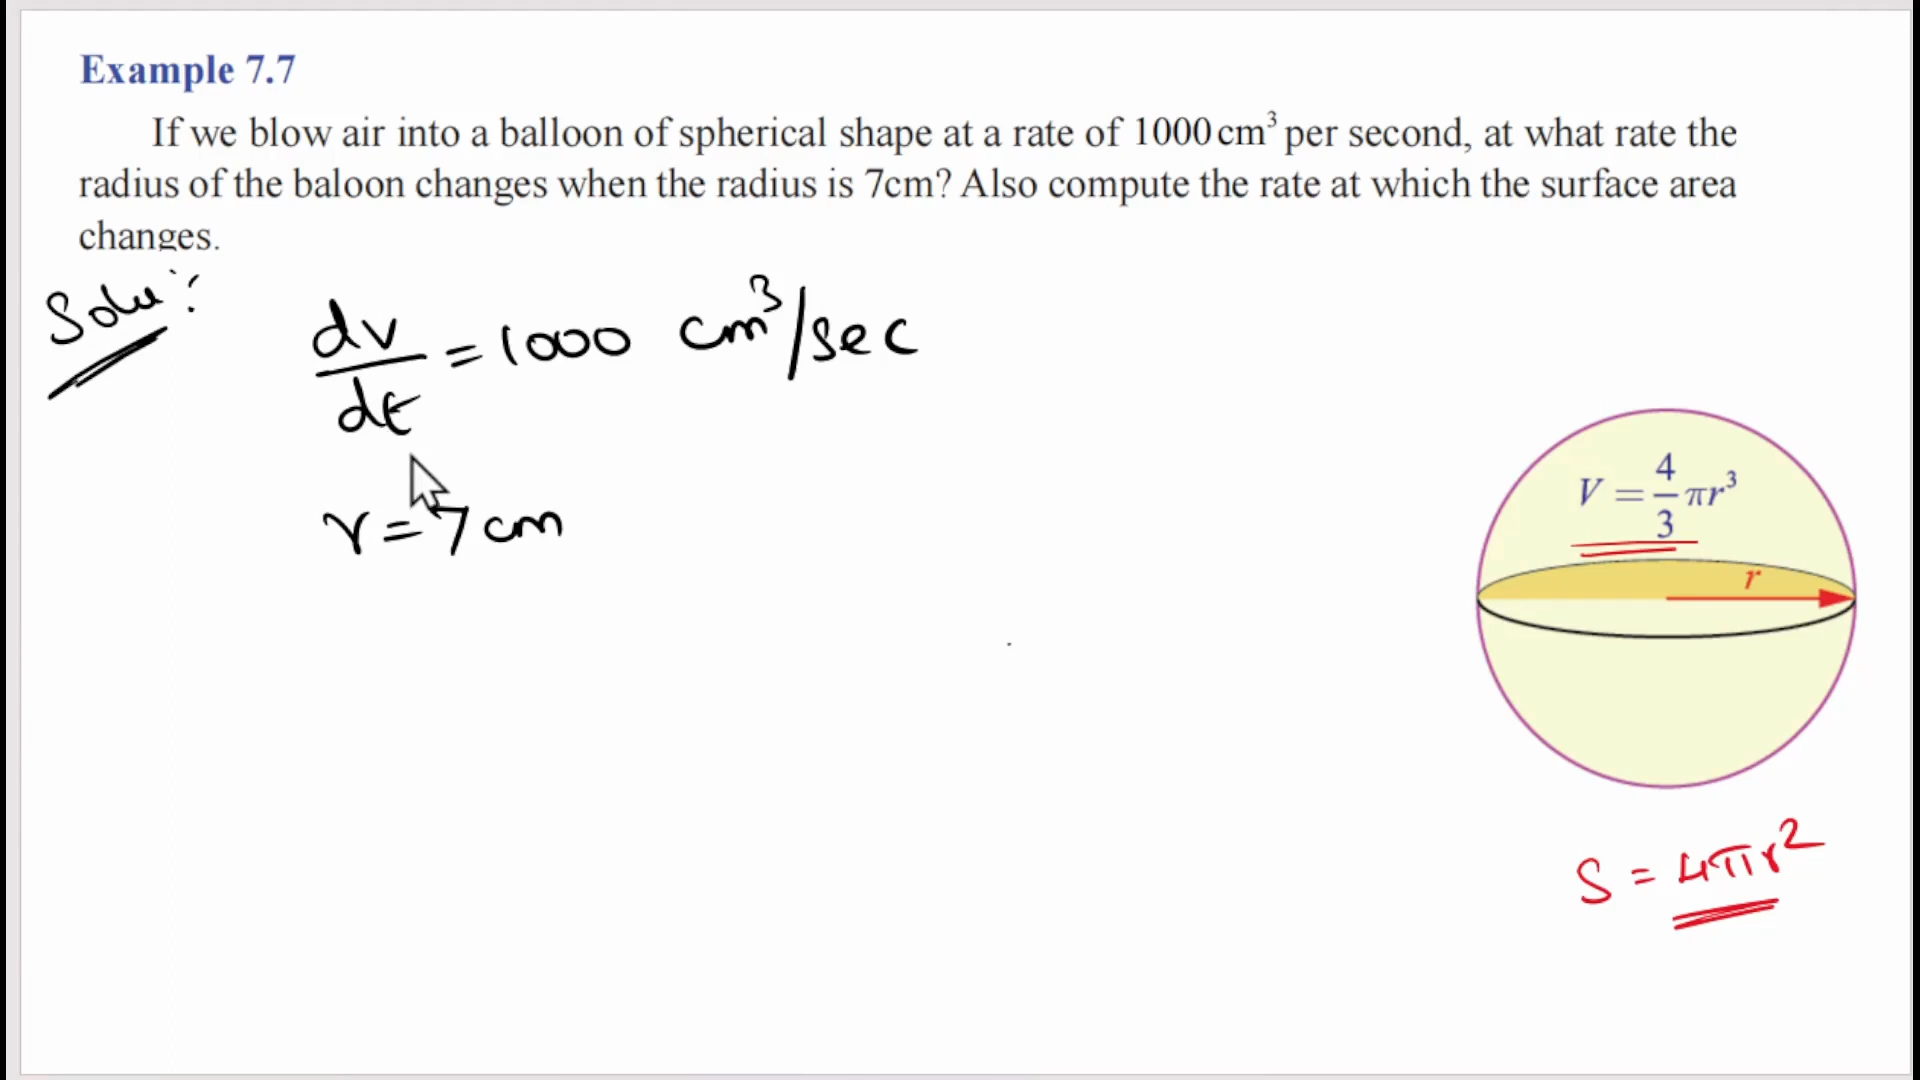 Example 7.7
If we blow air into a balloon of spherical shape at a rate of 1000 cm³ per second, at what rate the
radius of the baloon changes when the radius is 7cm? Also compute the rate at which the surface area
changes.
Solu :
dv/dt = 1000 cm³/sec
r = 7 cm
V = 4/3 πr³
r
S = 4πr²